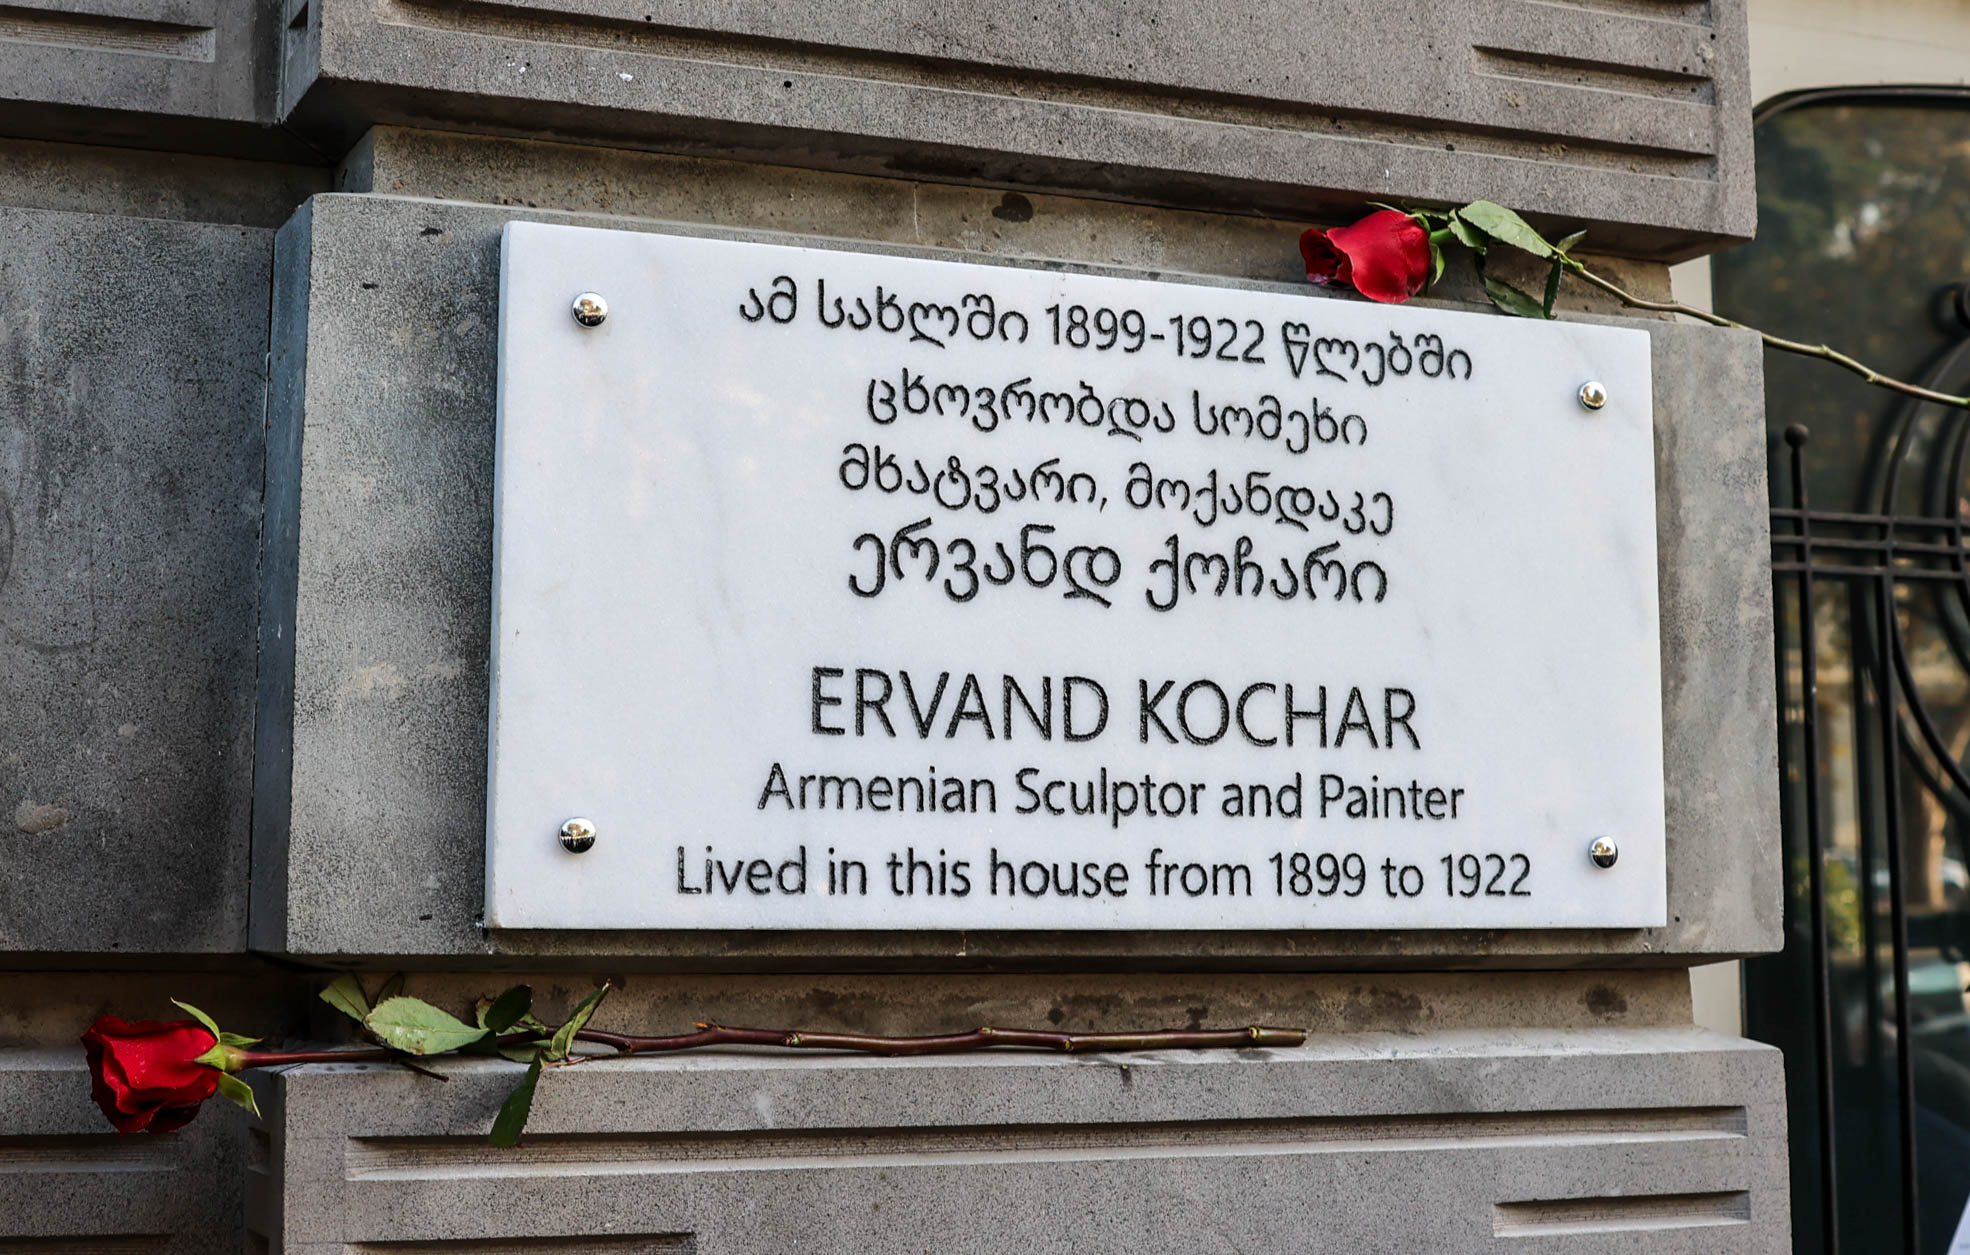 ამ სახლში 1899-1922 წლებში
ცხოვრობდა სომეხი
მხატვარი, მოქანდაკე
ერვანდ ქოჩარი
ERVAND KOCHAR
Armenian Sculptor and Painter
Lived in this house from 1899 to 1922